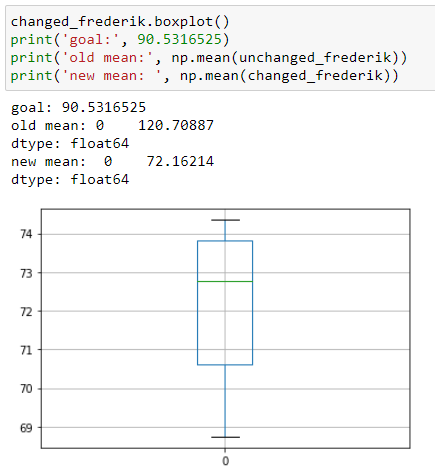 changed_frederik.boxplot()
print('goal:', 90.5316525)
print('old mean:', np.mean(unchanged_frederik))
print('new mean: ', np.mean(changed_frederik))
goal: 90.5316525
old mean: 0    120.70887
dtype: float64
new mean:  0    72.16214
dtype: float64
74
73
72
71
70
69
0